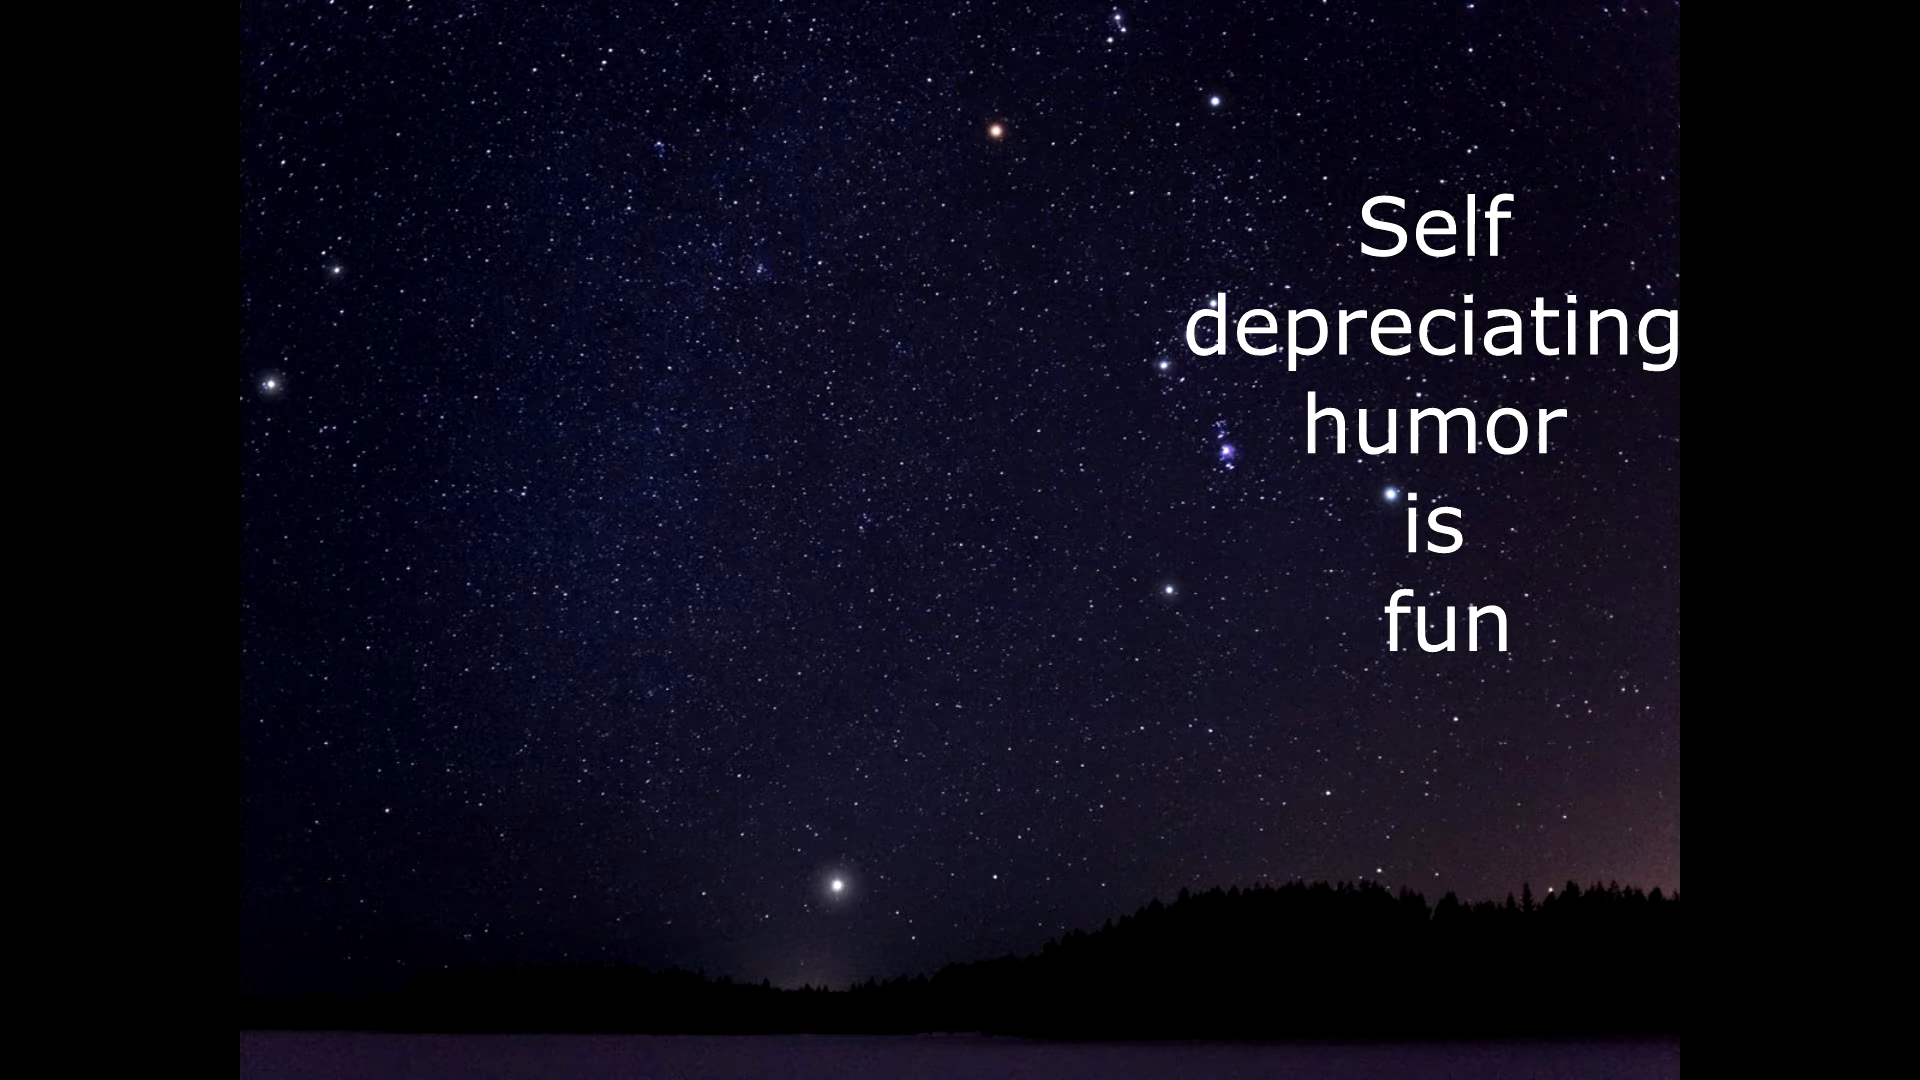 Self
depreciating
humor
is
fun